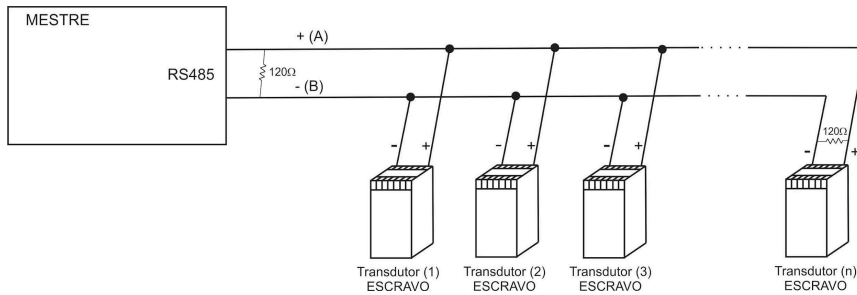 MESTRE
+ (A)
RS485
120Ω
- (B)
120Ω
- +
- +
- +
- +
Transdutor (1)
ESCRAVO
Transdutor (2)
ESCRAVO
Transdutor (3)
ESCRAVO
Transdutor (n)
ESCRAVO